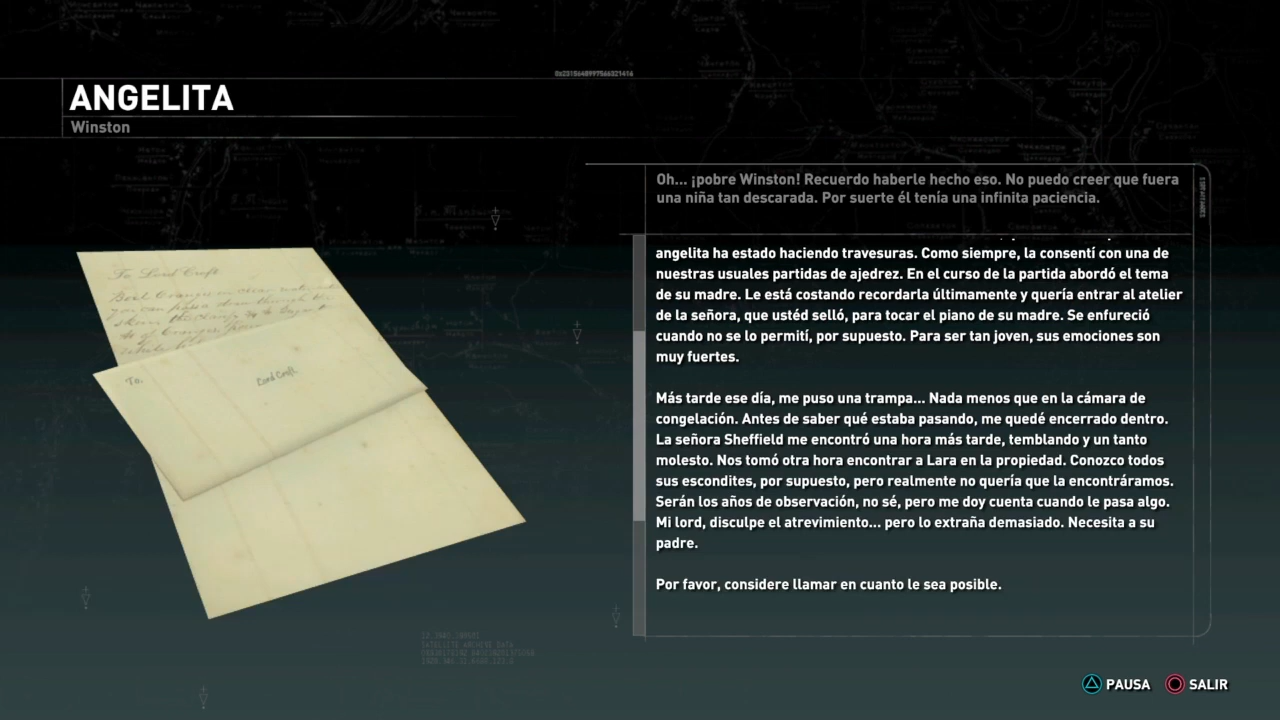 0x2315648997566021416
ANGELITA
Winston
Oh... ¡pobre Winston! Recuerdo haberle hecho eso. No puedo creer que fuera
una niña tan descarada. Por suerte él tenía una infinita paciencia.
angelita ha estado haciendo travesuras. Como siempre, la consentí con una de
nuestras usuales partidas de ajedrez. En el curso de la partida abordó el tema
de su madre. Le está costando recordarla últimamente y quería entrar al atelier
de la señora, que ustéd selló, para tocar el piano de su madre. Se enfureció
cuando no se lo permití, por supuesto. Para ser tan joven, sus emociones son
muy fuertes.
Más tarde ese día, me puso una trampa... Nada menos que en la cámara de
congelación. Antes de saber qué estaba pasando, me quedé encerrado dentro.
La señora Sheffield me encontró una hora más tarde, temblando y un tanto
molesto. Nos tomó otra hora encontrar a Lara en la propiedad. Conozco todos
sus escondites, por supuesto, pero realmente no quería que la encontráramos.
Serán los años de observación, no sé, pero me doy cuenta cuando le pasa algo.
Mi lord, disculpe el atrevimiento... pero lo extraña demasiado. Necesita a su
padre.
Por favor, considere llamar en cuanto le sea posible.
To Lord Croft
To.
Lord Croft
SATELLITE ARCHIVE DATA
PAUSA
SALIR